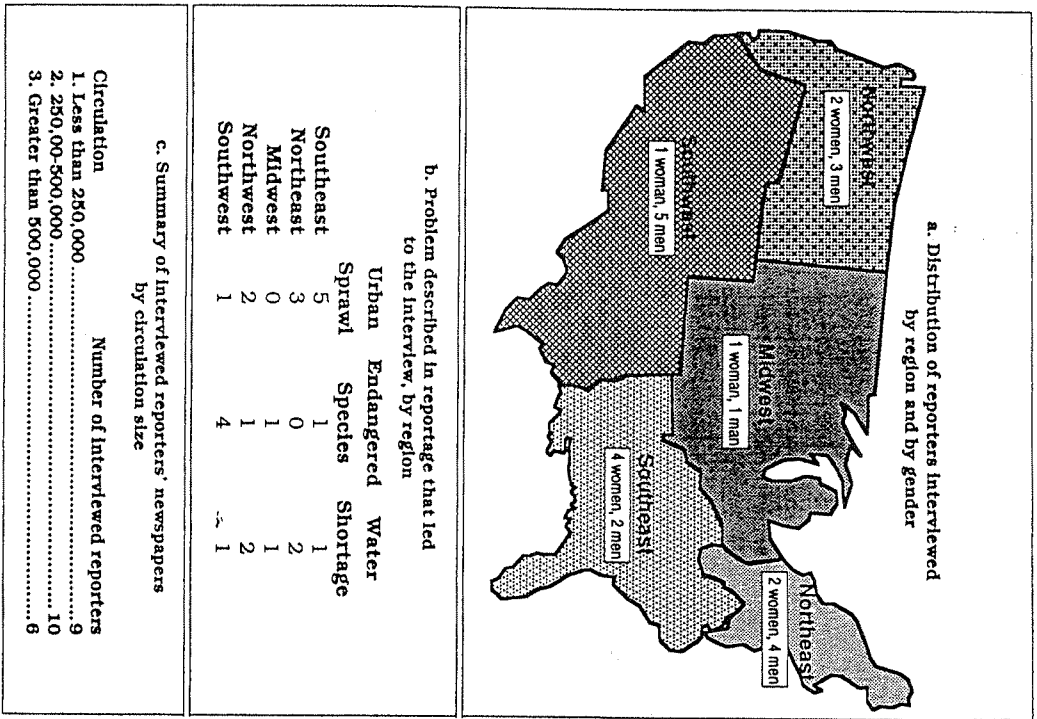 a. Distribution of reporters interviewed
by region and by gender
Northwest
2 women, 3 men
Southwest
1 woman, 5 men
Midwest
1 woman, 1 man
Southeast
4 women, 2 men
Northeast
2 women, 4 men
b. Problem described in reportage that led
to the interview, by region
Urban Endangered Water
Sprawl Species Shortage
Southeast 5 1 1
Northeast 3 0 2
Midwest 0 1 1
Northwest 2 1 2
Southwest 1 4 1
c. Summary of interviewed reporters' newspapers
by circulation size
Circulation Number of interviewed reporters
1. Less than 250,000 ..........9
2. 250,00-500,000 ..........10
3. Greater than 500,000 ..........6